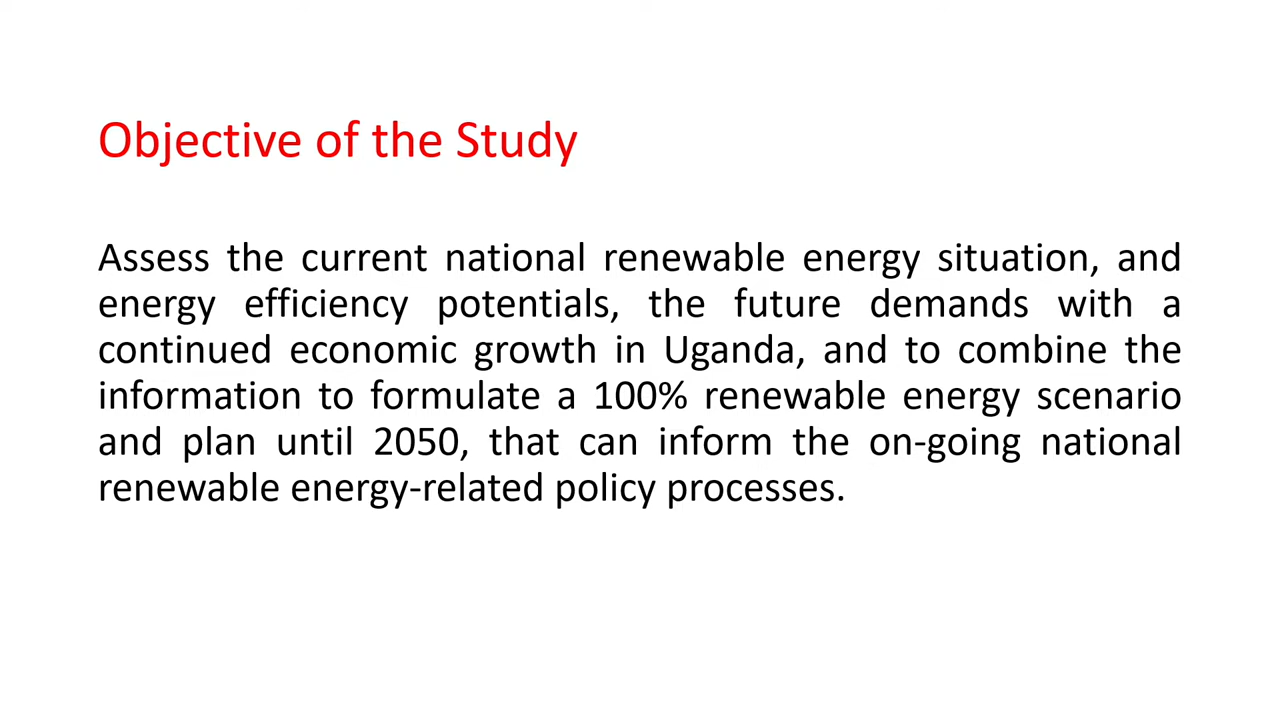 Objective of the Study
Assess the current national renewable energy situation, and
energy efficiency potentials, the future demands with a
continued economic growth in Uganda, and to combine the
information to formulate a 100% renewable energy scenario
and plan until 2050, that can inform the on-going national
renewable energy-related policy processes.